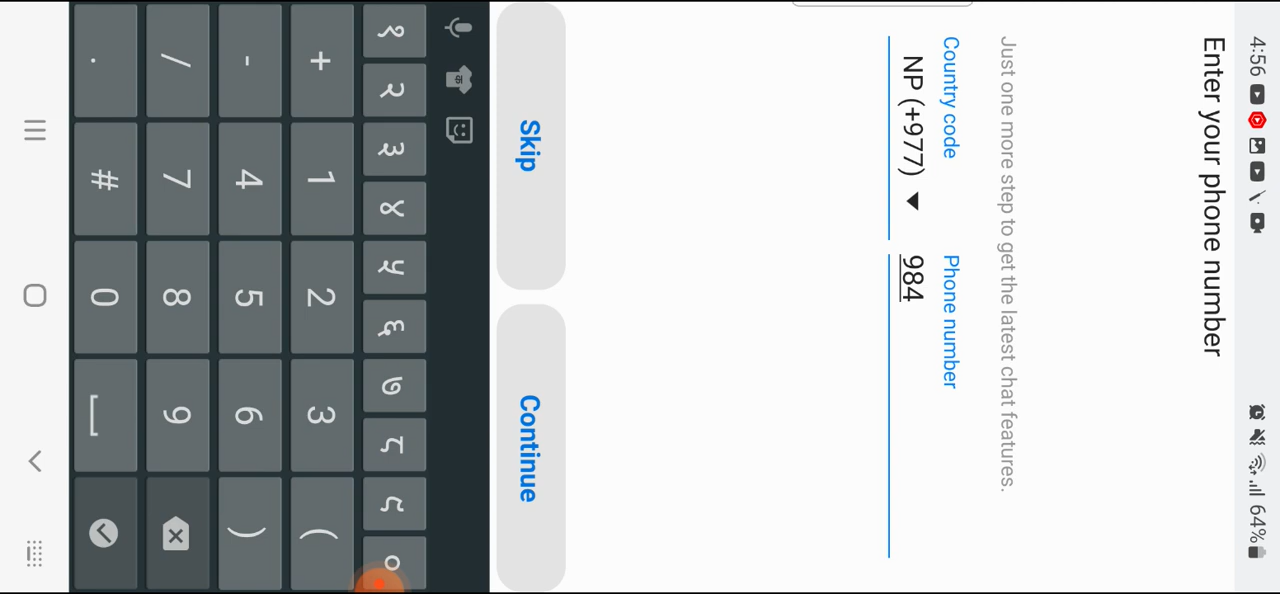 4:56 64%
Enter your phone number
Just one more step to get the latest chat features.
Country code Phone number
NP (+977) 984
Skip Continue
१ २ ३ ४ ५ ६ ७ ८ ९ ०
+ 1 2 3 (
- 4 5 6 )
/ 7 8 9
. # 0